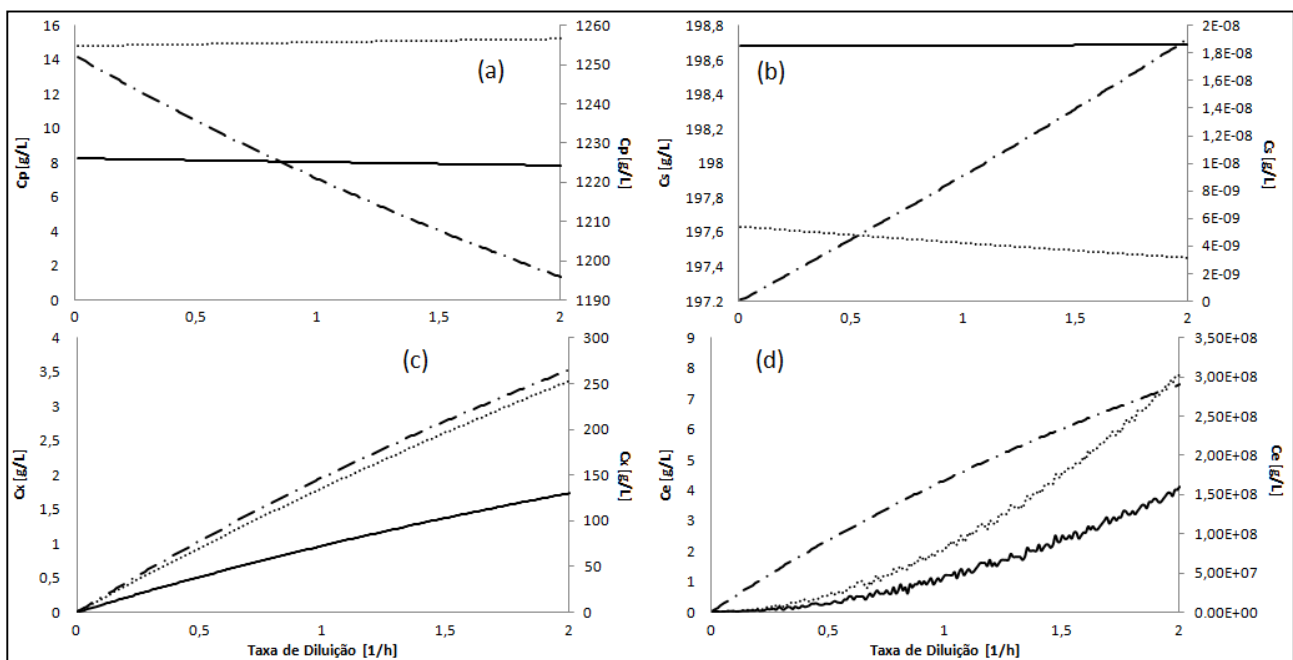 (a)
Cp [g/L]
16
14
12
10
8
6
4
2
0
Cp [g/L]
1260
1250
1240
1230
1220
1210
1200
1190
0 0,5 1 1,5 2
(b)
Cs [g/L]
198,8
198,6
198,4
198,2
198
197,8
197,6
197,4
197.2
Cs [g/L]
2E-08
1,8E-08
1,6E-08
1,4E-08
1,2E-08
1E-08
8E-09
6E-09
4E-09
2E-09
0
0 0,5 1 1,5 2
(c)
Cx [g/L]
4
3,5
3
2,5
2
1,5
1
0,5
0
Cx [g/L]
300
250
200
150
100
50
0
0 0,5 1 1,5 2
Taxa de Diluição [1/h]
(d)
Ce [g/L]
9
8
7
6
5
4
3
2
1
0
Ce [g/L]
3,50E+08
3,00E+08
2,50E+08
2,00E+08
1,50E+08
1,00E+08
5,00E+07
0.00E+00
0 0,5 1 1,5 2
Taxa de Diluição [1/h]